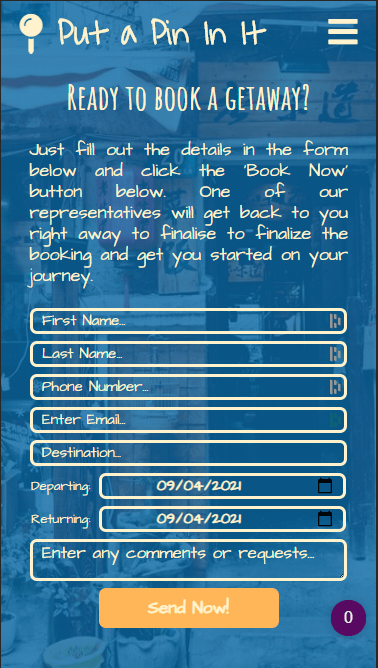 Put a Pin In It
Ready to book a getaway?
Just fill out the details in the form
below and click the 'Book Now'
button below. One of our
representatives will get back to you
right away to finalise to finalize the
booking and get you started on your
journey.
First Name...
Last Name...
Phone Number...
Enter Email...
Destination...
Departing: 09/04/2021
Returning: 09/04/2021
Enter any comments or requests...
Send Now!
0